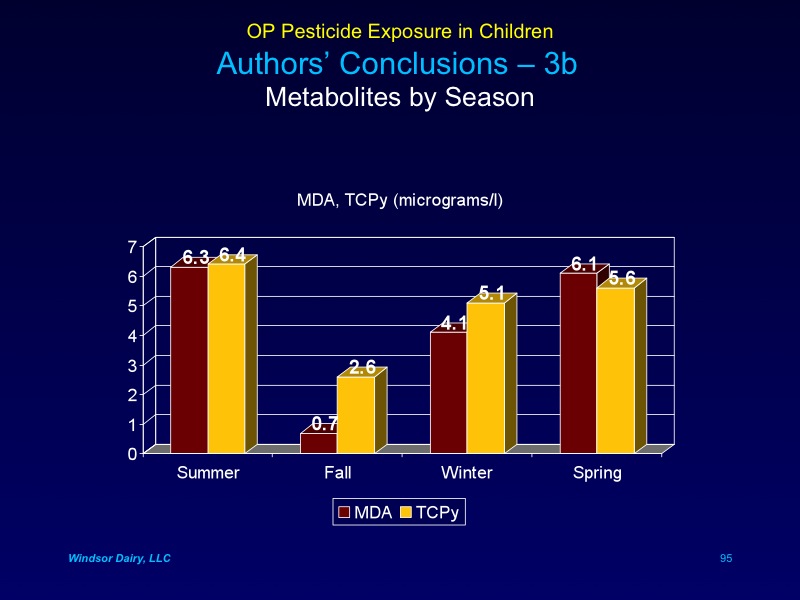 OP Pesticide Exposure in Children
Authors’ Conclusions – 3b
Metabolites by Season
MDA, TCPy (micrograms/l)
7
6
5
4
3
2
1
0
6.3 6.4
0.7 2.6
4.1 5.1
6.1 5.6
Summer Fall Winter Spring
MDA TCPy
Windsor Dairy, LLC 95